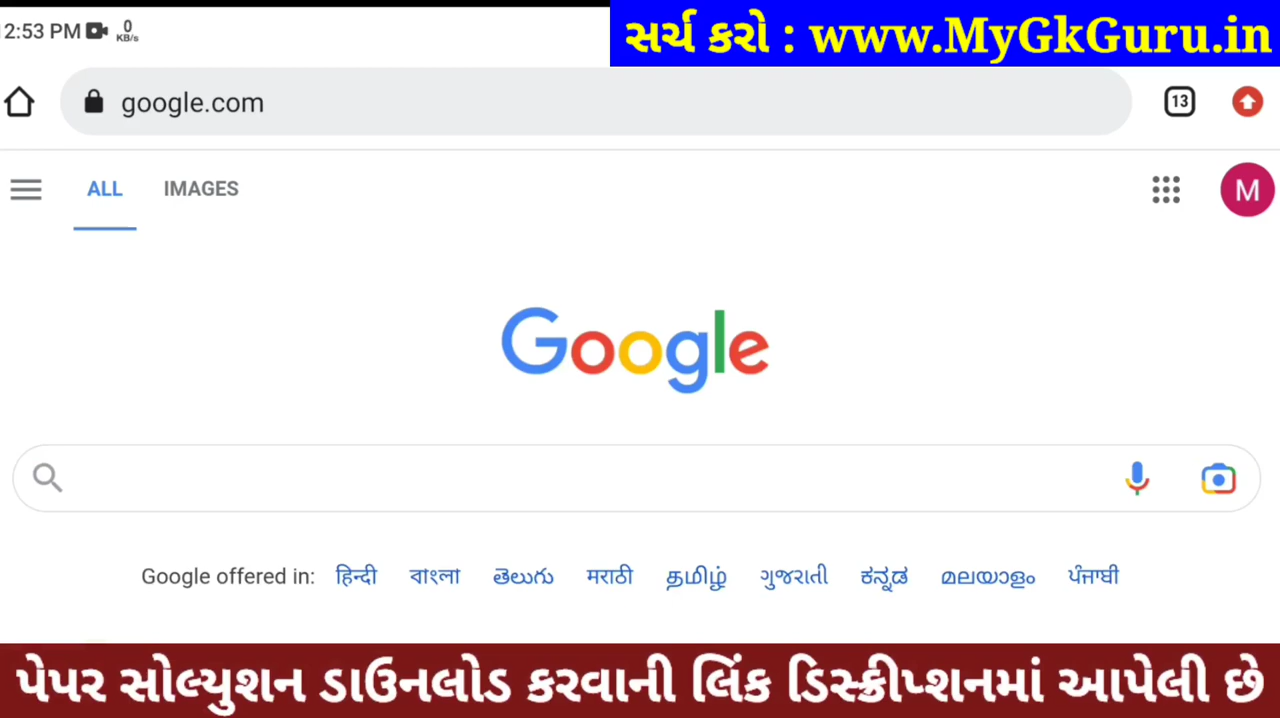 12:53 PM 0 KB/s
સર્ચ કરો : www.MyGkGuru.in
google.com 13
ALL IMAGES M
Google
Google offered in: हिन्दी বাংলা తెలుగు मराठी தமிழ் ગુજરાતી ಕನ್ನಡ മലയാളം ਪੰਜਾਬੀ
પેપર સોલ્યુશન ડાઉનલોડ કરવાની લિંક ડિસ્ક્રીપ્શનમાં આપેલી છે